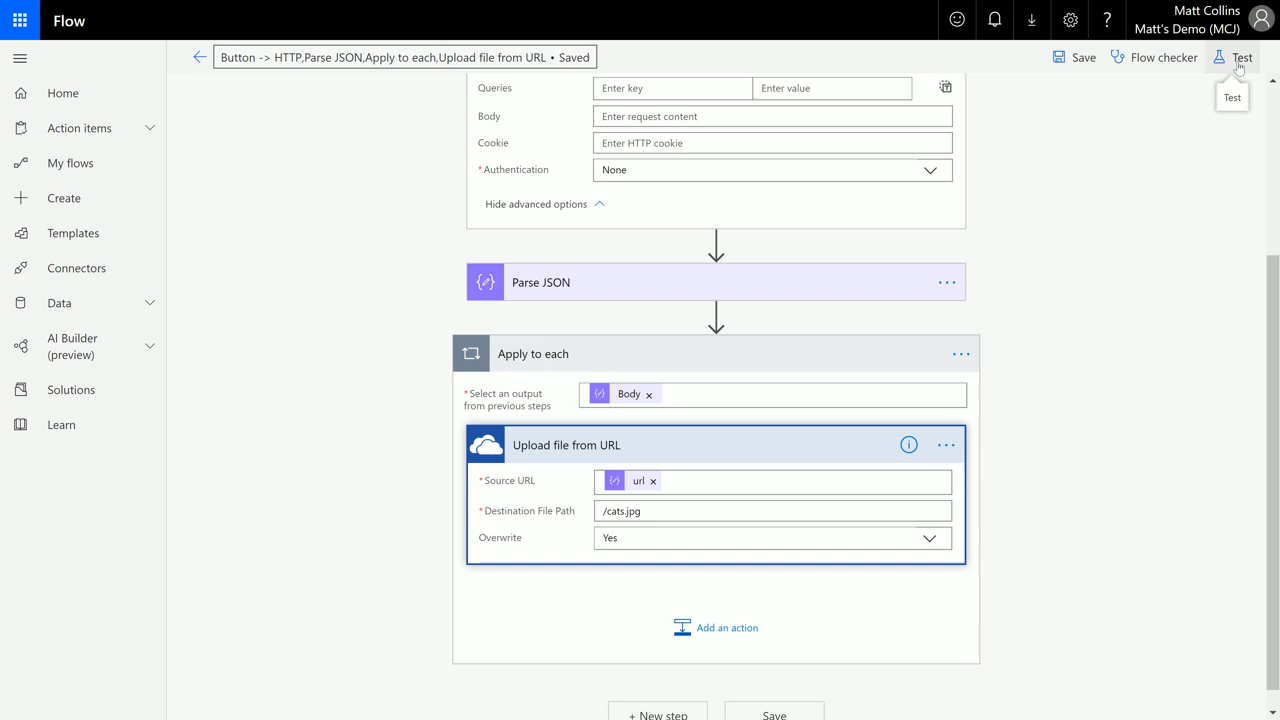 Flow
?
Matt Collins
Matt's Demo (MCJ)
Button -> HTTP,Parse JSON,Apply to each,Upload file from URL • Saved
Save
Flow checker
Test
Test
Home
Action items
My flows
Create
Templates
Connectors
Data
AI Builder
(preview)
Solutions
Learn
Queries
Enter key
Enter value
Body
Enter request content
Cookie
Enter HTTP cookie
* Authentication
None
Hide advanced options
Parse JSON
...
Apply to each
...
* Select an output
from previous steps
Body ×
Upload file from URL
...
* Source URL
url ×
* Destination File Path
/cats.jpg
Overwrite
Yes
Add an action
+ New step
Save